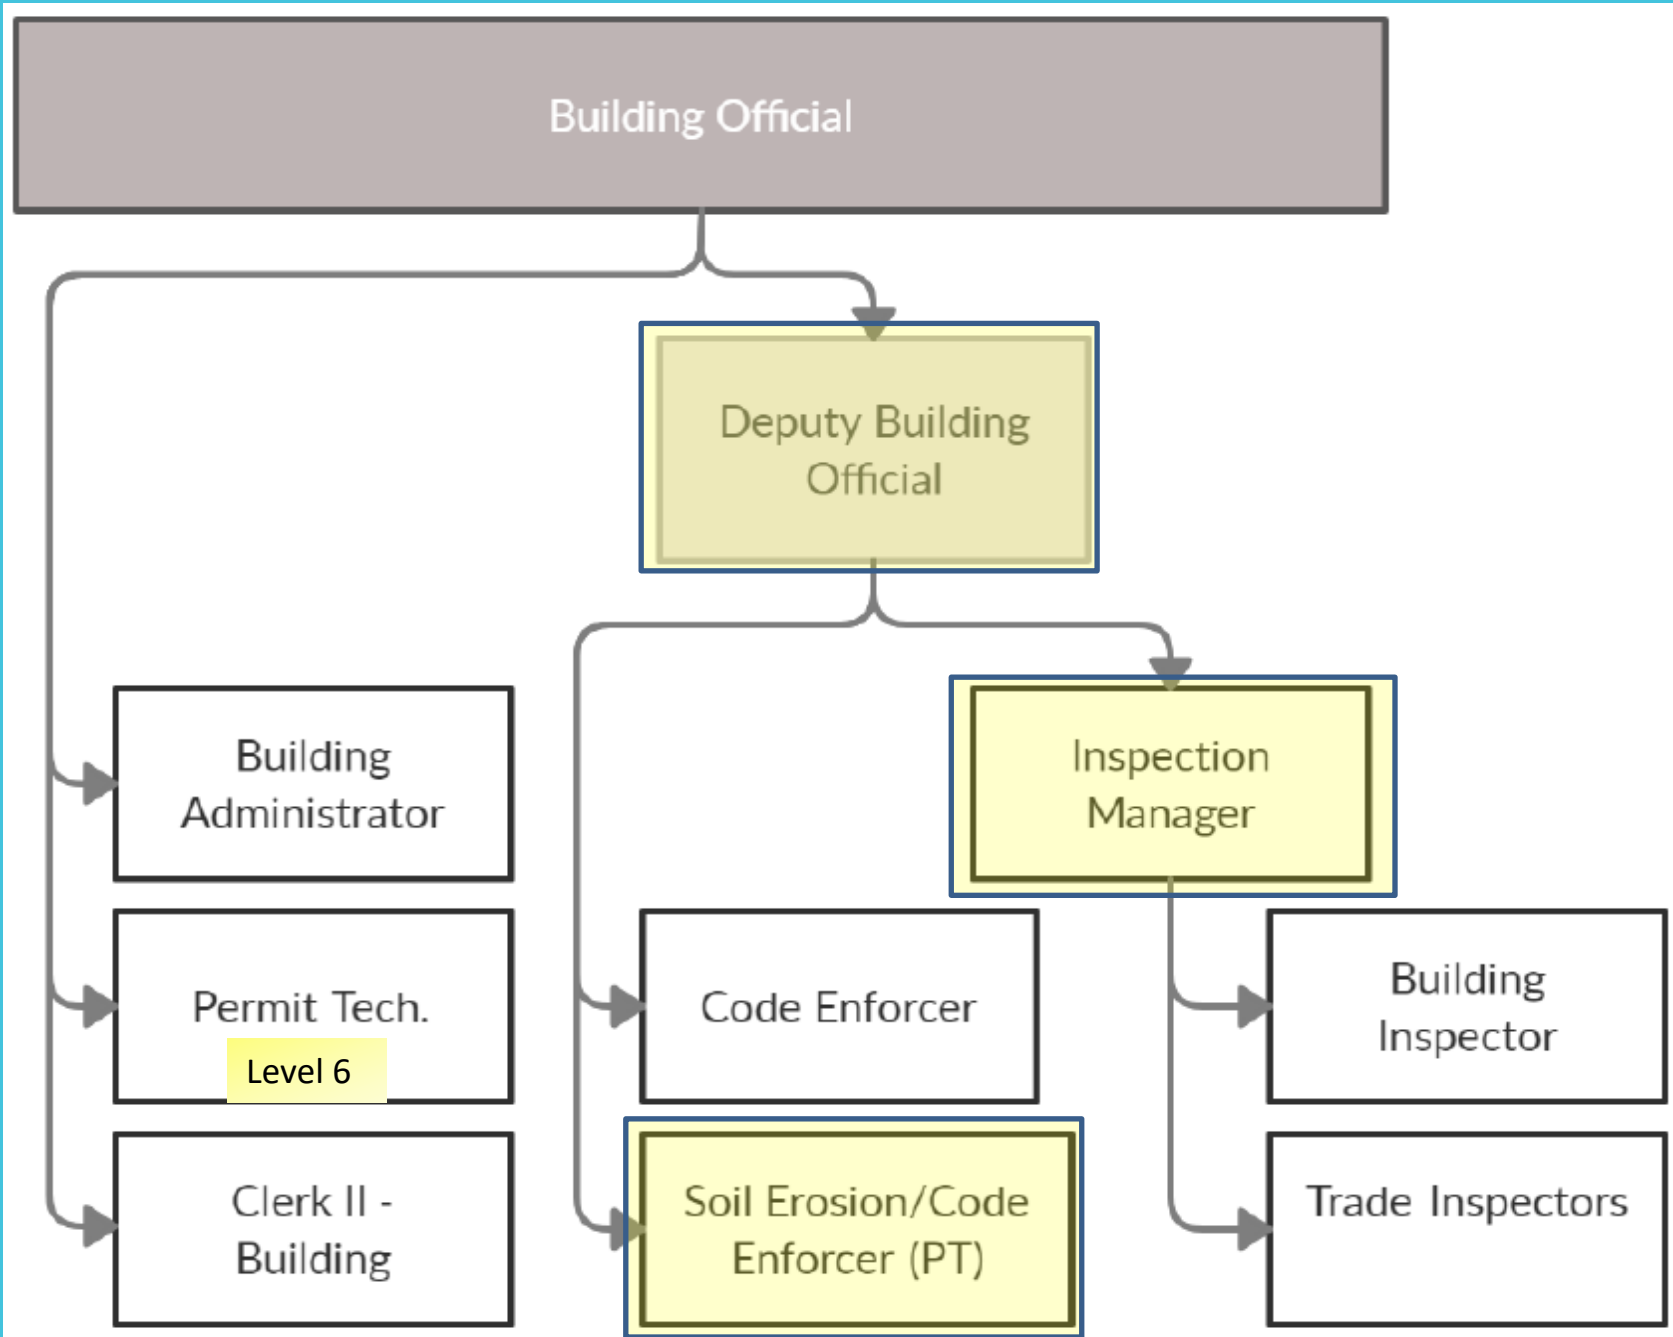 Building Official
Deputy Building
Official
Building
Administrator
Inspection
Manager
Permit Tech.
Level 6
Code Enforcer
Building
Inspector
Clerk II -
Building
Soil Erosion/Code
Enforcer (PT)
Trade Inspectors